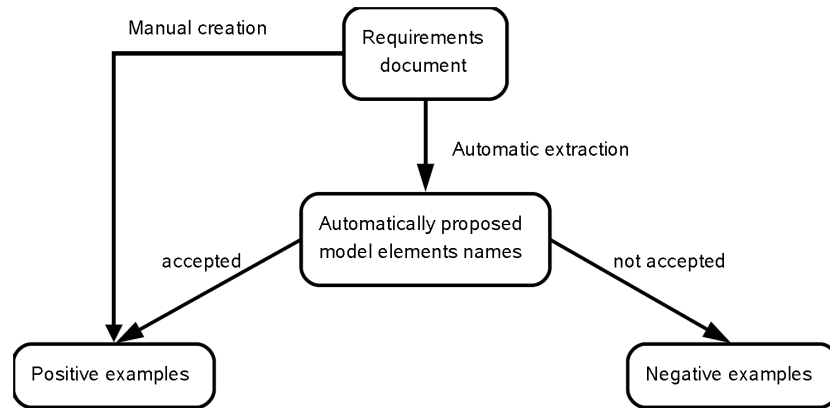 Manual creation
Requirements
document
Automatic extraction
Automatically proposed
model elements names
accepted
not accepted
Positive examples
Negative examples